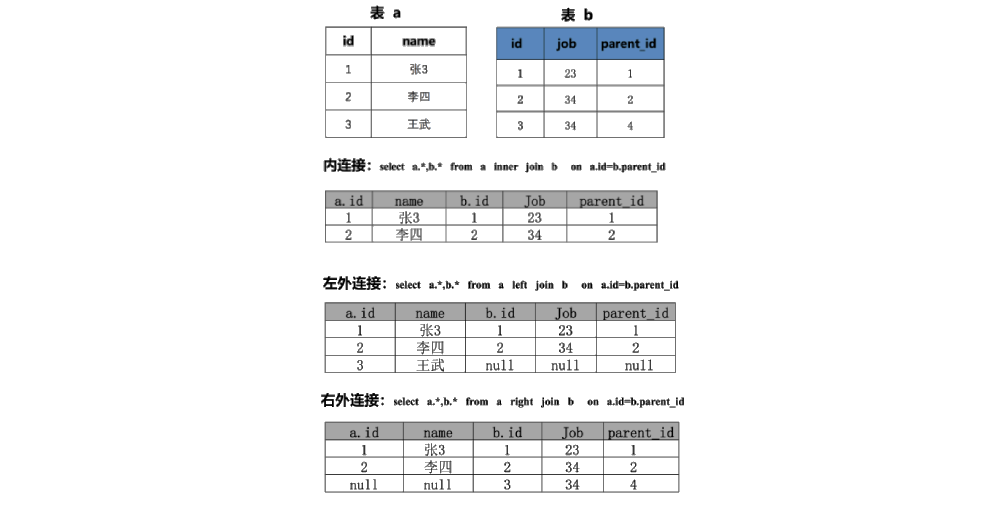 表 a 表 b
id name id job parent_id
1 张3 1 23 1
2 李四 2 34 2
3 王武 3 34 4
内连接：select a.*,b.* from a inner join b on a.id=b.parent_id
a.id name b.id Job parent_id
1 张3 1 23 1
2 李四 2 34 2
左外连接：select a.*,b.* from a left join b on a.id=b.parent_id
a.id name b.id Job parent_id
1 张3 1 23 1
2 李四 2 34 2
3 王武 null null null
右外连接：select a.*,b.* from a right join b on a.id=b.parent_id
a.id name b.id Job parent_id
1 张3 1 23 1
2 李四 2 34 2
null null 3 34 4